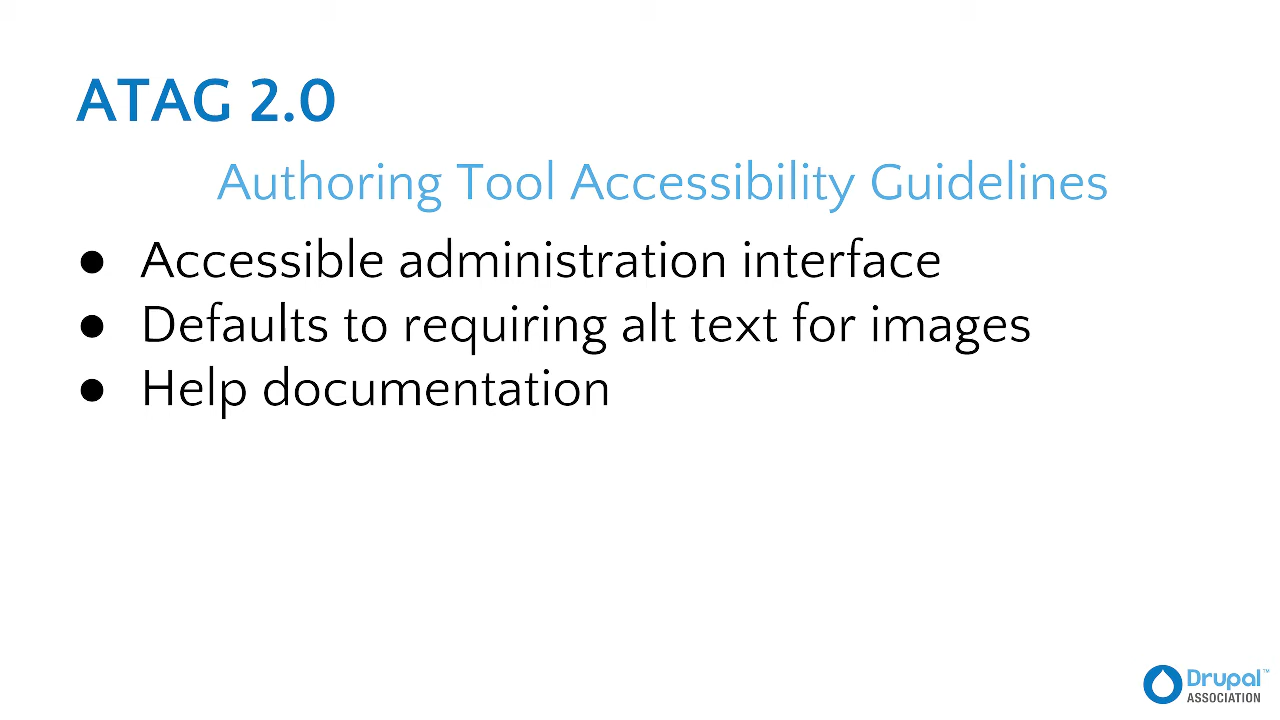 ATAG 2.0
Authoring Tool Accessibility Guidelines
● Accessible administration interface
● Defaults to requiring alt text for images
● Help documentation
Drupal™
ASSOCIATION